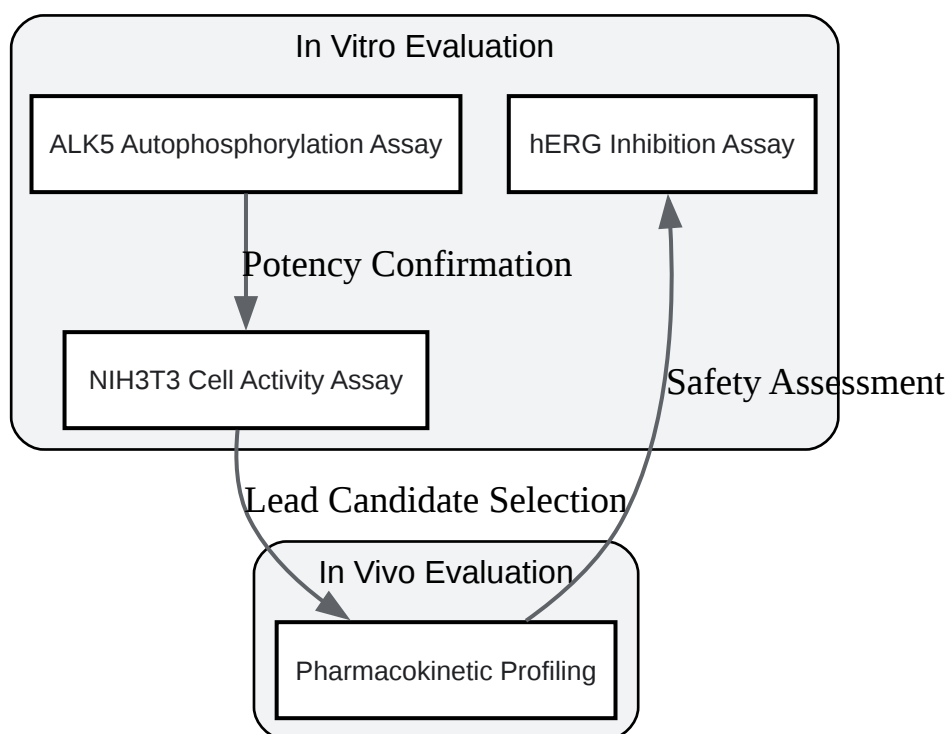 In Vitro Evaluation
ALK5 Autophosphorylation Assay
hERG Inhibition Assay
Potency Confirmation
NIH3T3 Cell Activity Assay
Safety Assessment
Lead Candidate Selection
In Vivo Evaluation
Pharmacokinetic Profiling